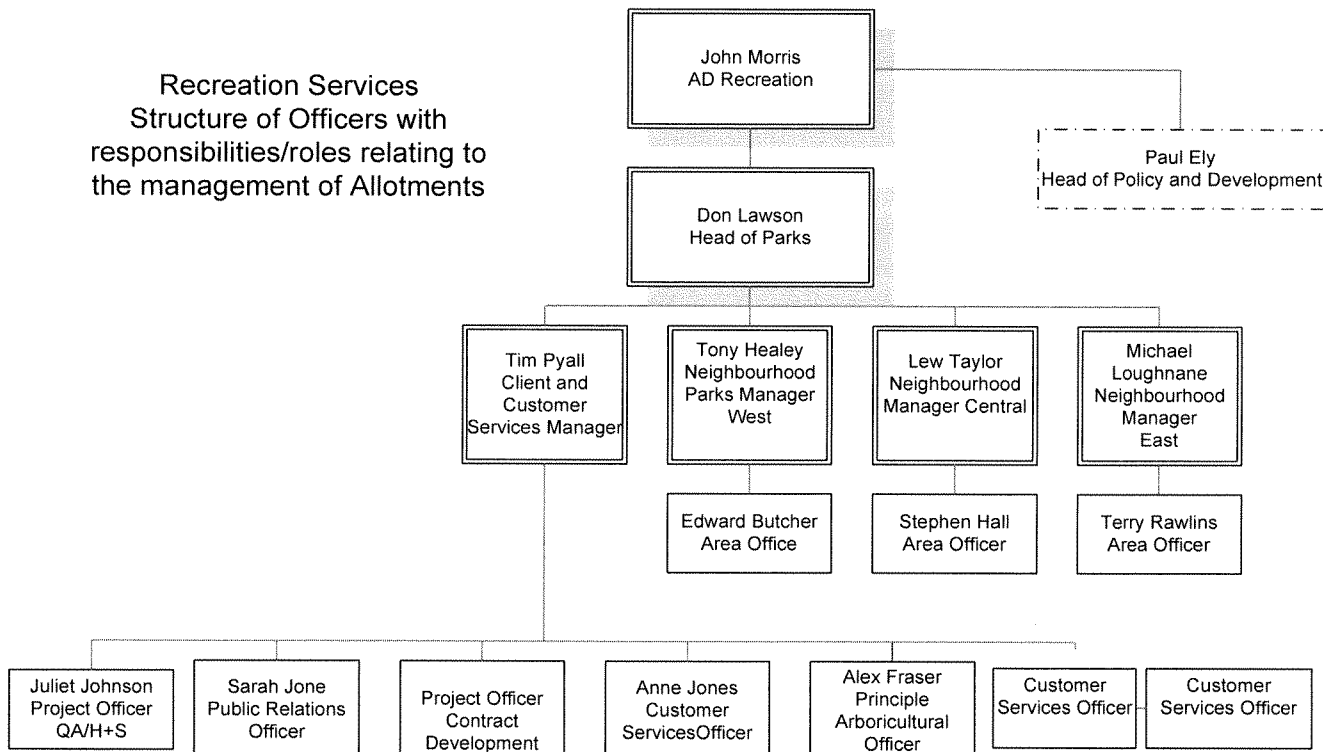 Recreation Services
Structure of Officers with
responsibilities/roles relating to
the management of Allotments
John Morris
AD Recreation
Paul Ely
Head of Policy and Development
Don Lawson
Head of Parks
Tim Pyall
Client and
Customer
Services Manager
Tony Healey
Neighbourhood
Parks Manager
West
Lew Taylor
Neighbourhood
Manager Central
Michael
Loughnane
Neighbourhood
Manager
East
Edward Butcher
Area Office
Stephen Hall
Area Officer
Terry Rawlins
Area Officer
Juliet Johnson
Project Officer
QA/H+S
Sarah Jone
Public Relations
Officer
Project Officer
Contract
Development
Anne Jones
Customer
ServicesOfficer
Alex Fraser
Principle
Arboricultural
Officer
Customer
Services Officer
Customer
Services Officer